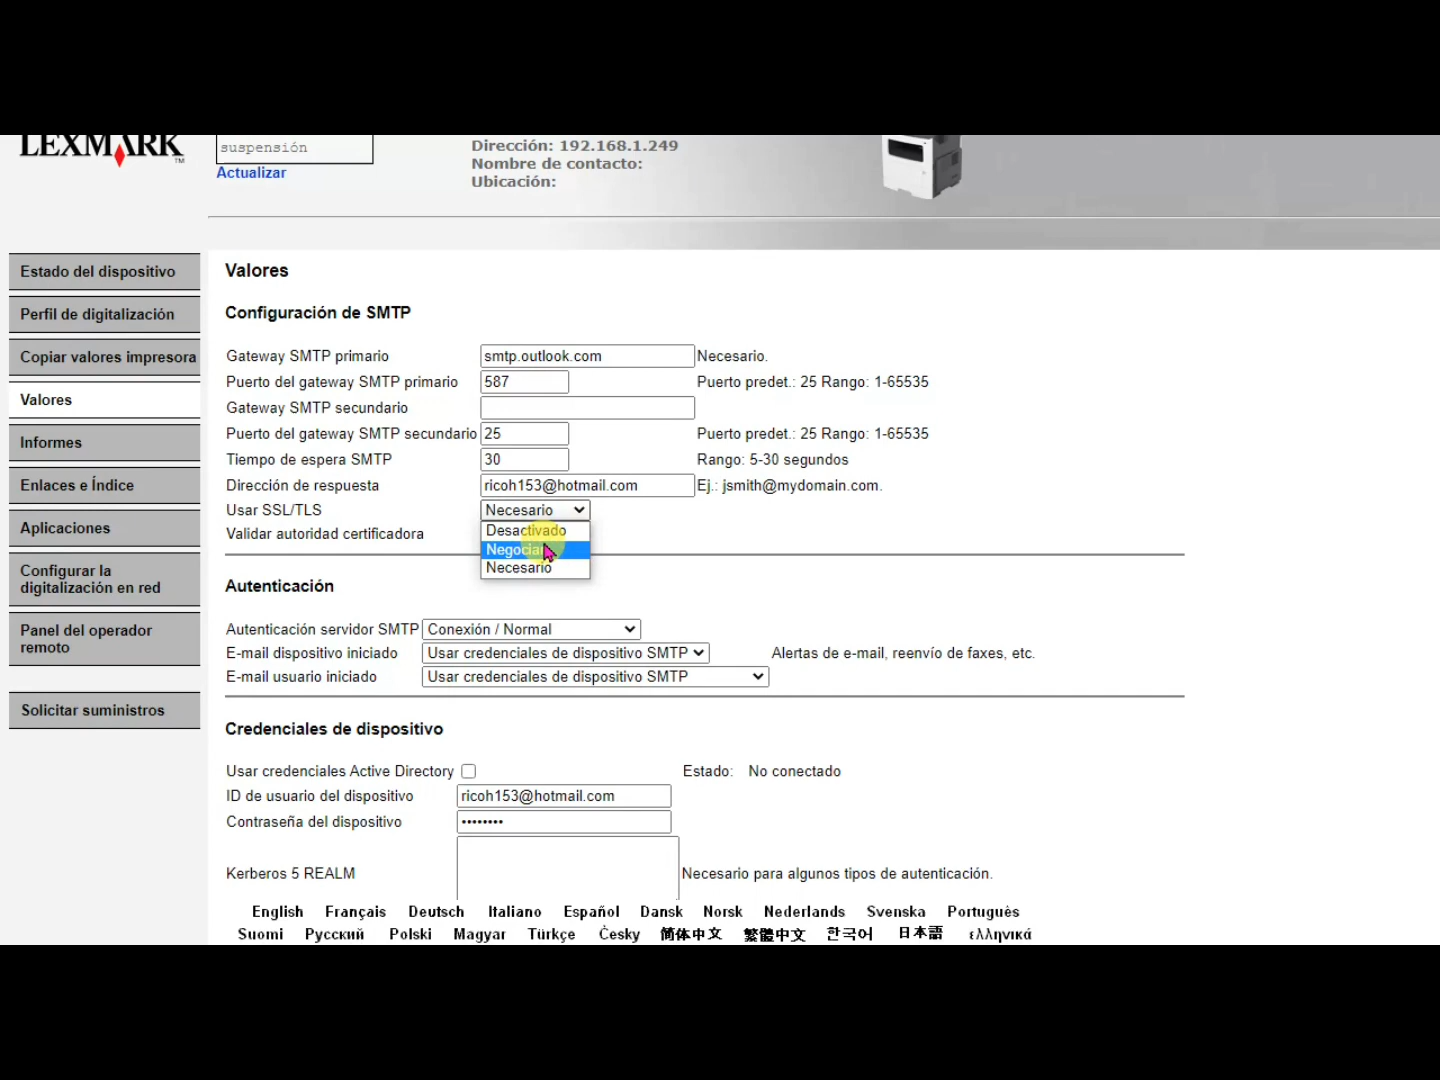 LEXMARK™
suspensión
Actualizar
Dirección: 192.168.1.249
Nombre de contacto:
Ubicación:
Estado del dispositivo
Perfil de digitalización
Copiar valores impresora
Valores
Informes
Enlaces e Índice
Aplicaciones
Configurar la
digitalización en red
Panel del operador
remoto
Solicitar suministros
Valores
Configuración de SMTP
Gateway SMTP primario smtp.outlook.com Necesario.
Puerto del gateway SMTP primario 587 Puerto predet.: 25 Rango: 1-65535
Gateway SMTP secundario
Puerto del gateway SMTP secundario 25 Puerto predet.: 25 Rango: 1-65535
Tiempo de espera SMTP 30 Rango: 5-30 segundos
Dirección de respuesta ricoh153@hotmail.com Ej.: jsmith@mydomain.com.
Usar SSL/TLS Necesario
Desactivado
Validar autoridad certificadora
Negociar
Necesario
Autenticación
Autenticación servidor SMTP Conexión / Normal
E-mail dispositivo iniciado Usar credenciales de dispositivo SMTP Alertas de e-mail, reenvío de faxes, etc.
E-mail usuario iniciado Usar credenciales de dispositivo SMTP
Credenciales de dispositivo
Usar credenciales Active Directory Estado: No conectado
ID de usuario del dispositivo ricoh153@hotmail.com
Contraseña del dispositivo ••••••••
Kerberos 5 REALM Necesario para algunos tipos de autenticación.
English Français Deutsch Italiano Español Dansk Norsk Nederlands Svenska Português
Suomi Русский Polski Magyar Türkçe Česky 简体中文 繁體中文 한국어 日本語 ελληνικά